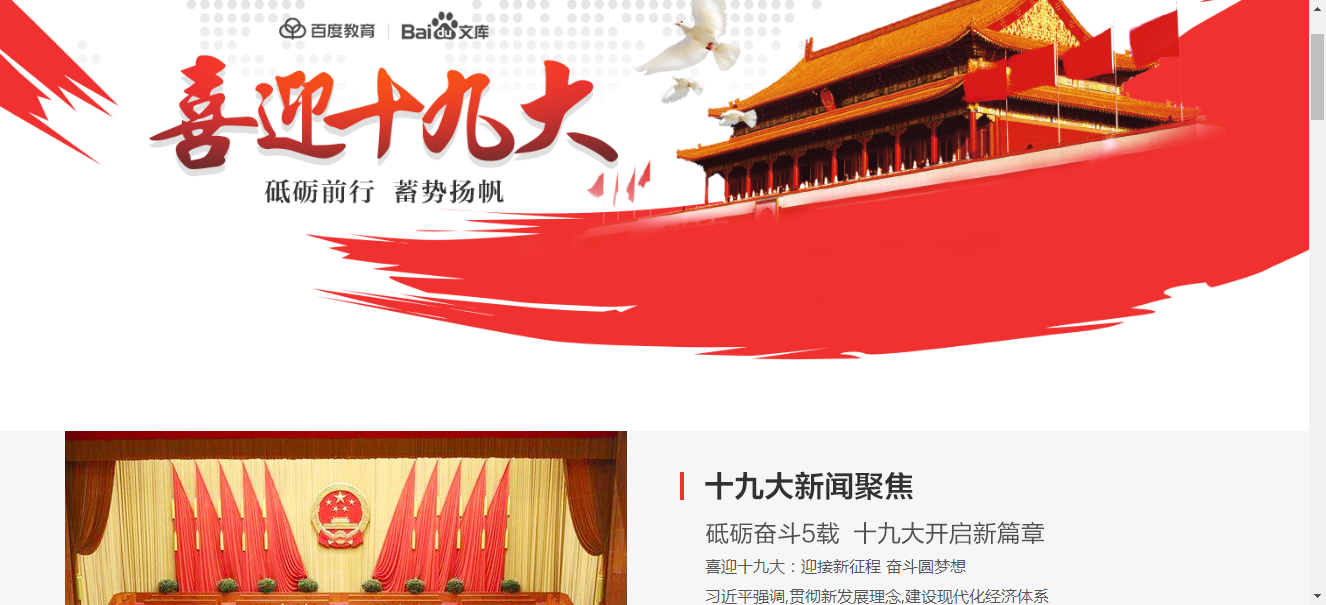 百度教育 Baidu文库
喜迎十九大
砥砺前行 蓄势扬帆
十九大新闻聚焦
砥砺奋斗5载 十九大开启新篇章
喜迎十九大：迎接新征程 奋斗圆梦想
习近平强调,贯彻新发展理念,建设现代化经济体系